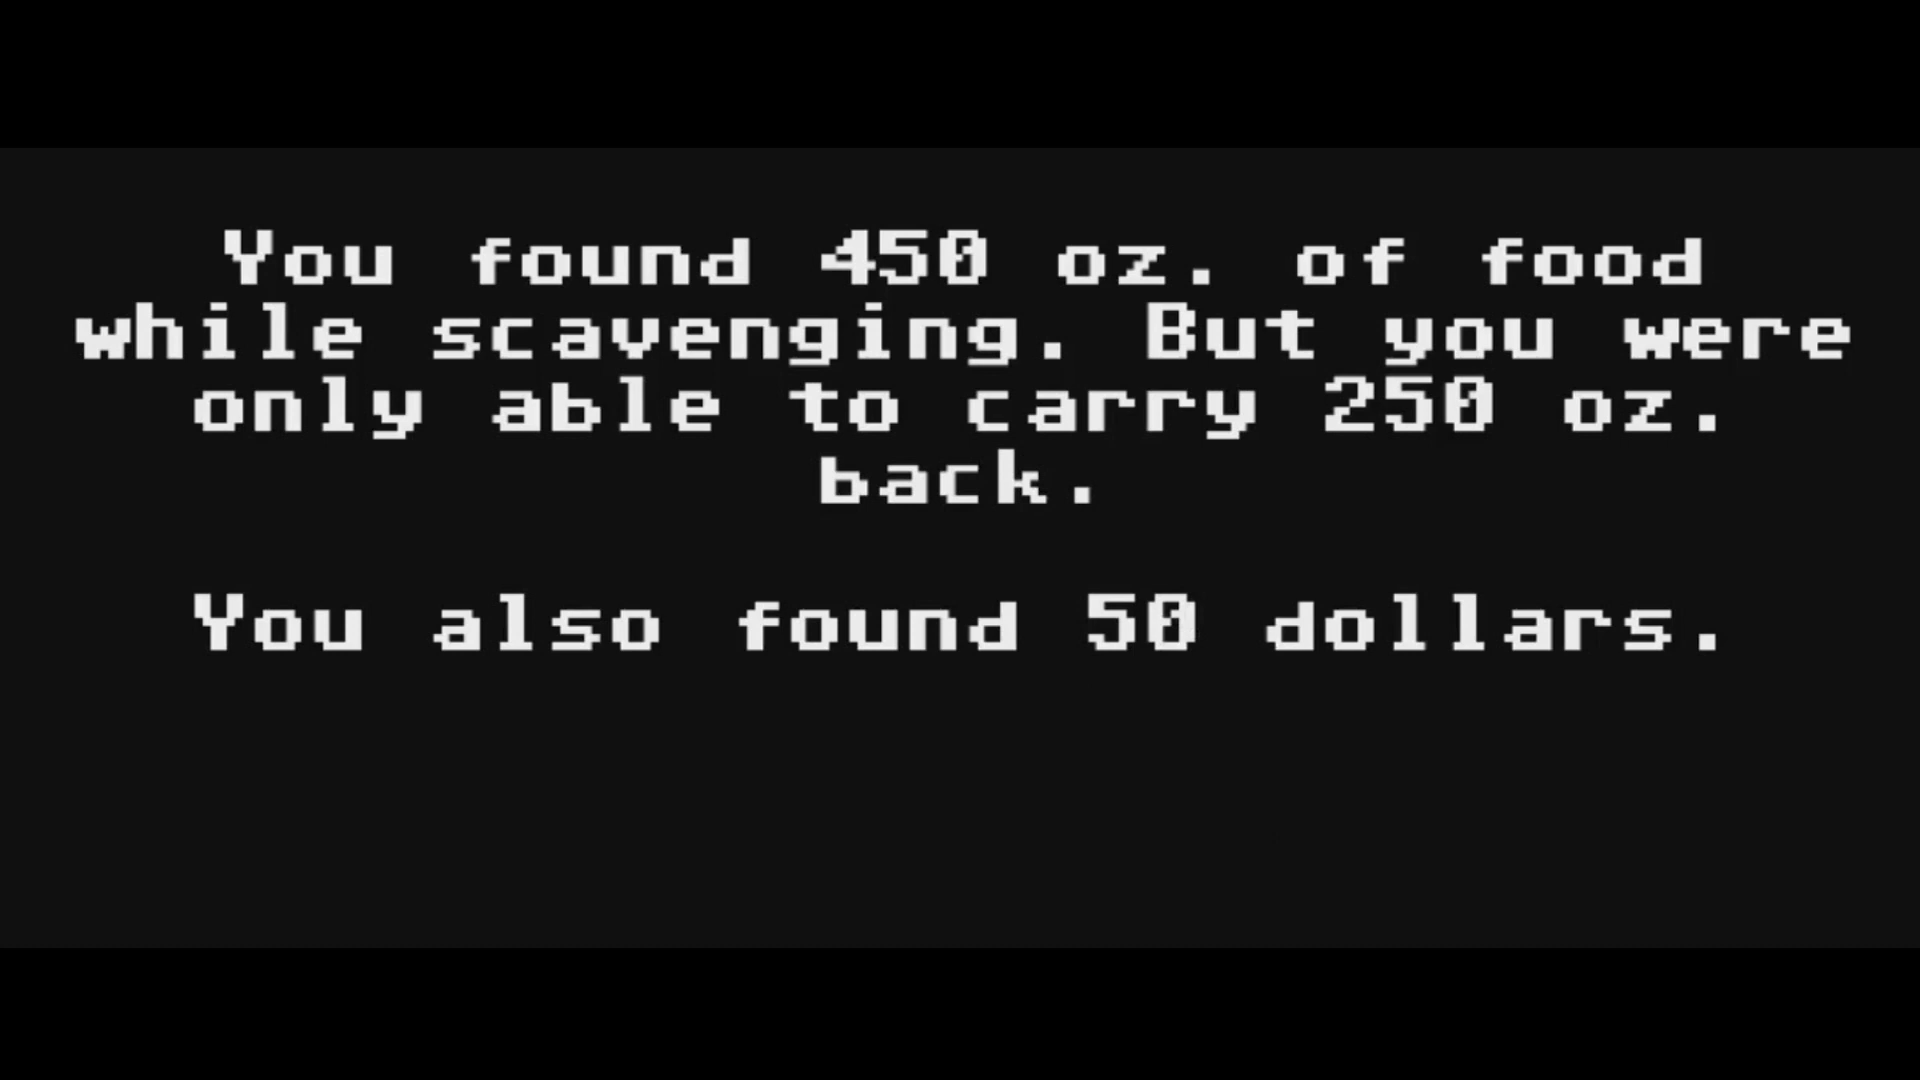 You found 450 oz. of food
while scavenging. But you were
only able to carry 250 oz.
back.
You also found 50 dollars.